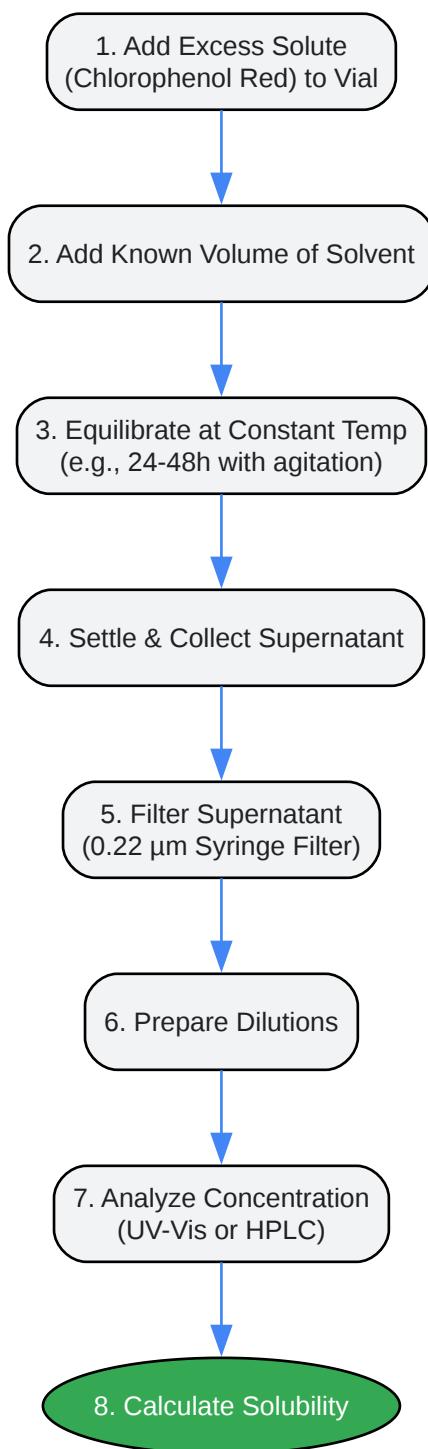 1. Add Excess Solute
(Chlorophenol Red) to Vial
2. Add Known Volume of Solvent
3. Equilibrate at Constant Temp
(e.g., 24-48h with agitation)
4. Settle & Collect Supernatant
5. Filter Supernatant
(0.22 µm Syringe Filter)
6. Prepare Dilutions
7. Analyze Concentration
(UV-Vis or HPLC)
8. Calculate Solubility